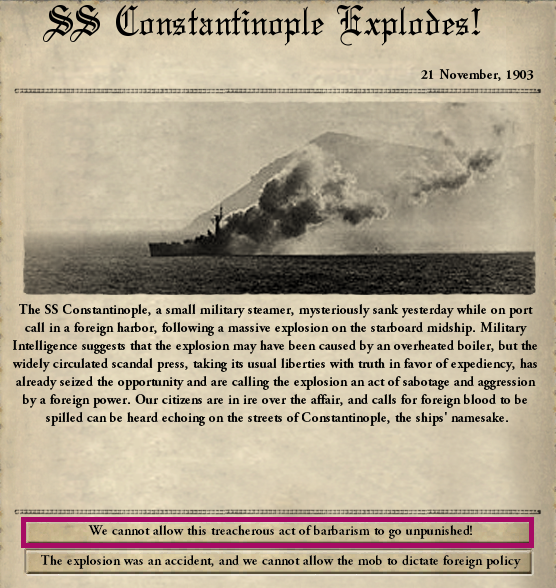 SS Constantinople Explodes!
21 November, 1903
The SS Constantinople, a small military steamer, mysteriously sank yesterday while on port
call in a foreign harbor, following a massive explosion on the starboard midship. Military
Intelligence suggests that the explosion may have been caused by an overheated boiler, but the
widely circulated scandal press, taking its usual liberties with truth in favor of expediency, has
already seized the opportunity and are calling the explosion an act of sabotage and aggression
by a foreign power. Our citizens are in ire over the affair, and calls for foreign blood to be
spilled can be heard echoing on the streets of Constantinople, the ships' namesake.
We cannot allow this treacherous act of barbarism to go unpunished!
The explosion was an accident, and we cannot allow the mob to dictate foreign policy